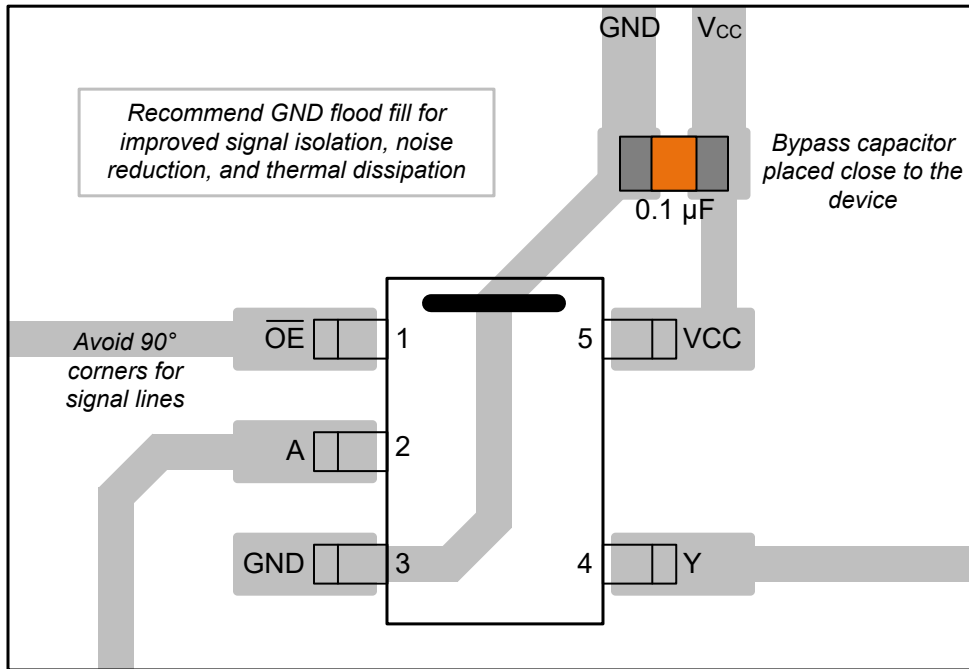 GND
VCC
Recommend GND flood fill for
improved signal isolation, noise
reduction, and thermal dissipation
Bypass capacitor
placed close to the
device
0.1 µF
O̅E̅
1
5
VCC
Avoid 90°
corners for
signal lines
A
2
GND
3
4
Y